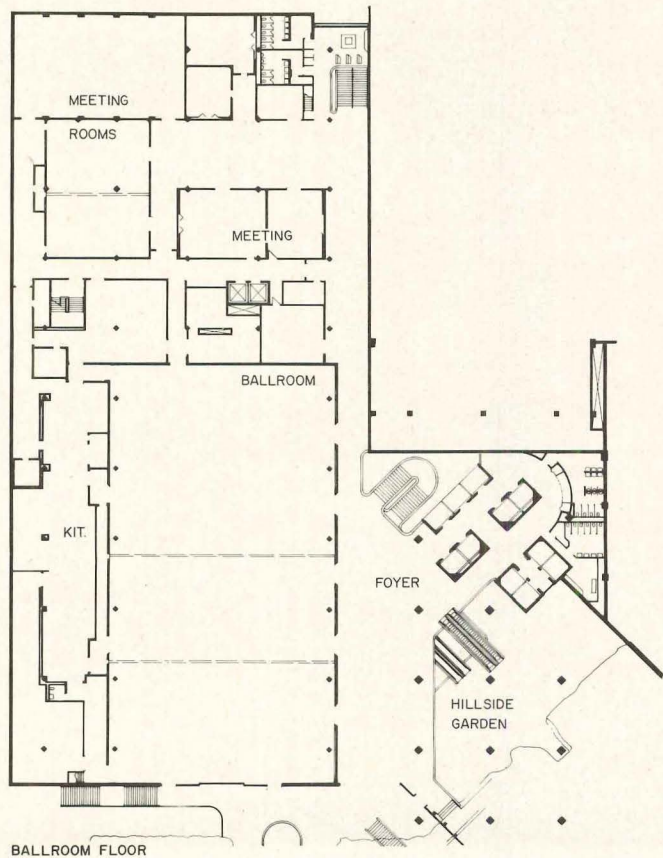 MEETING
ROOMS
MEETING
BALLROOM
KIT.
FOYER
HILLSIDE
GARDEN
BALLROOM FLOOR